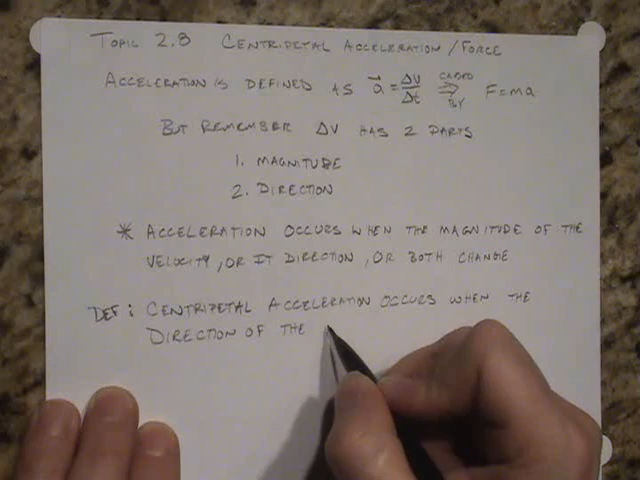 TOPIC 2.8 CENTRIPETAL ACCELERATION / FORCE
ACCELERATION IS DEFINED AS a⃗ = ΔV/Δt CAUSED BY ⇒ F=ma
BUT REMEMBER ΔV HAS 2 PARTS
1. MAGNITUDE
2. DIRECTION
* ACCELERATION OCCURS WHEN THE MAGNITUDE OF THE
VELOCITY, OR IT DIRECTION, OR BOTH CHANGE
DEF: CENTRIPETAL ACCELERATION OCCURS WHEN THE
DIRECTION OF THE